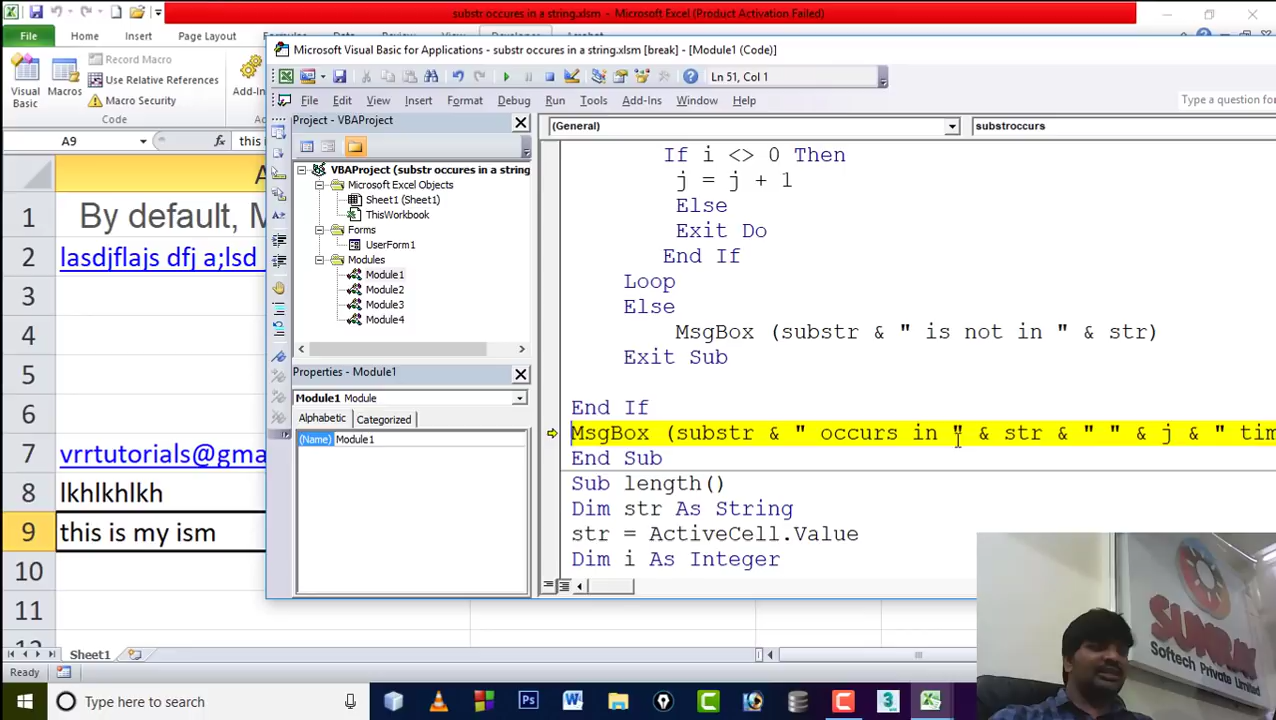 substr occures in a string.xlsm - Microsoft Excel (Product Activation Failed)
File Home Insert Page Layout
Visual Basic
Macros
Record Macro
Use Relative References
Macro Security
Code
Add-Ins
A9
fx
this
Microsoft Visual Basic for Applications - substr occures in a string.xlsm [break] - [Module1 (Code)]
Ln 51, Col 1
File Edit View Insert Format Debug Run Tools Add-Ins Window Help
Type a question for
Project - VBAProject
VBAProject (substr occures in a string
Microsoft Excel Objects
Sheet1 (Sheet1)
ThisWorkbook
Forms
UserForm1
Modules
Module1
Module2
Module3
Module4
Properties - Module1
Module1 Module
Alphabetic Categorized
(Name) Module1
(General)
substroccurs
If i <> 0 Then
j = j + 1
Else
Exit Do
End If
Loop
Else
MsgBox (substr & " is not in " & str)
Exit Sub
End If
MsgBox (substr & " occurs in " & str & " " & j & " tim
End Sub
Sub length()
Dim str As String
str = ActiveCell.Value
Dim i As Integer
A
1 By default, M
2 lasdjflajs dfj a;lsd
3
4
5
6
7 vrrtutorials@gma
8 lkhlkhlkh
9 this is my ism
10
11
12
Sheet1
Ready
Type here to search
Softech Private Limited